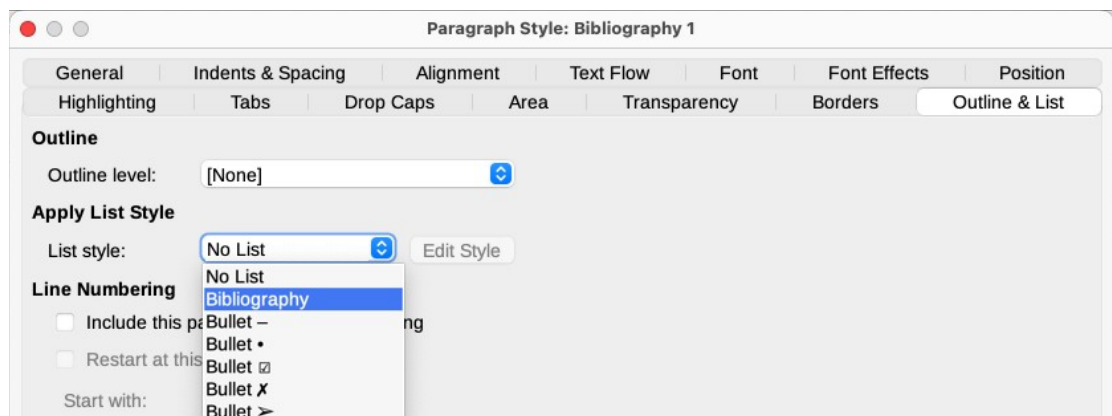 Paragraph Style: Bibliography 1
General Indents & Spacing Alignment Text Flow Font Font Effects Position
Highlighting Tabs Drop Caps Area Transparency Borders Outline & List
Outline
Outline level: [None]
Apply List Style
List style: No List Edit Style
No List
Line Numbering
Bibliography
Include this pa ng
Bullet –
Bullet •
Restart at this
Bullet ☑
Bullet ✗
Start with:
Bullet ➢